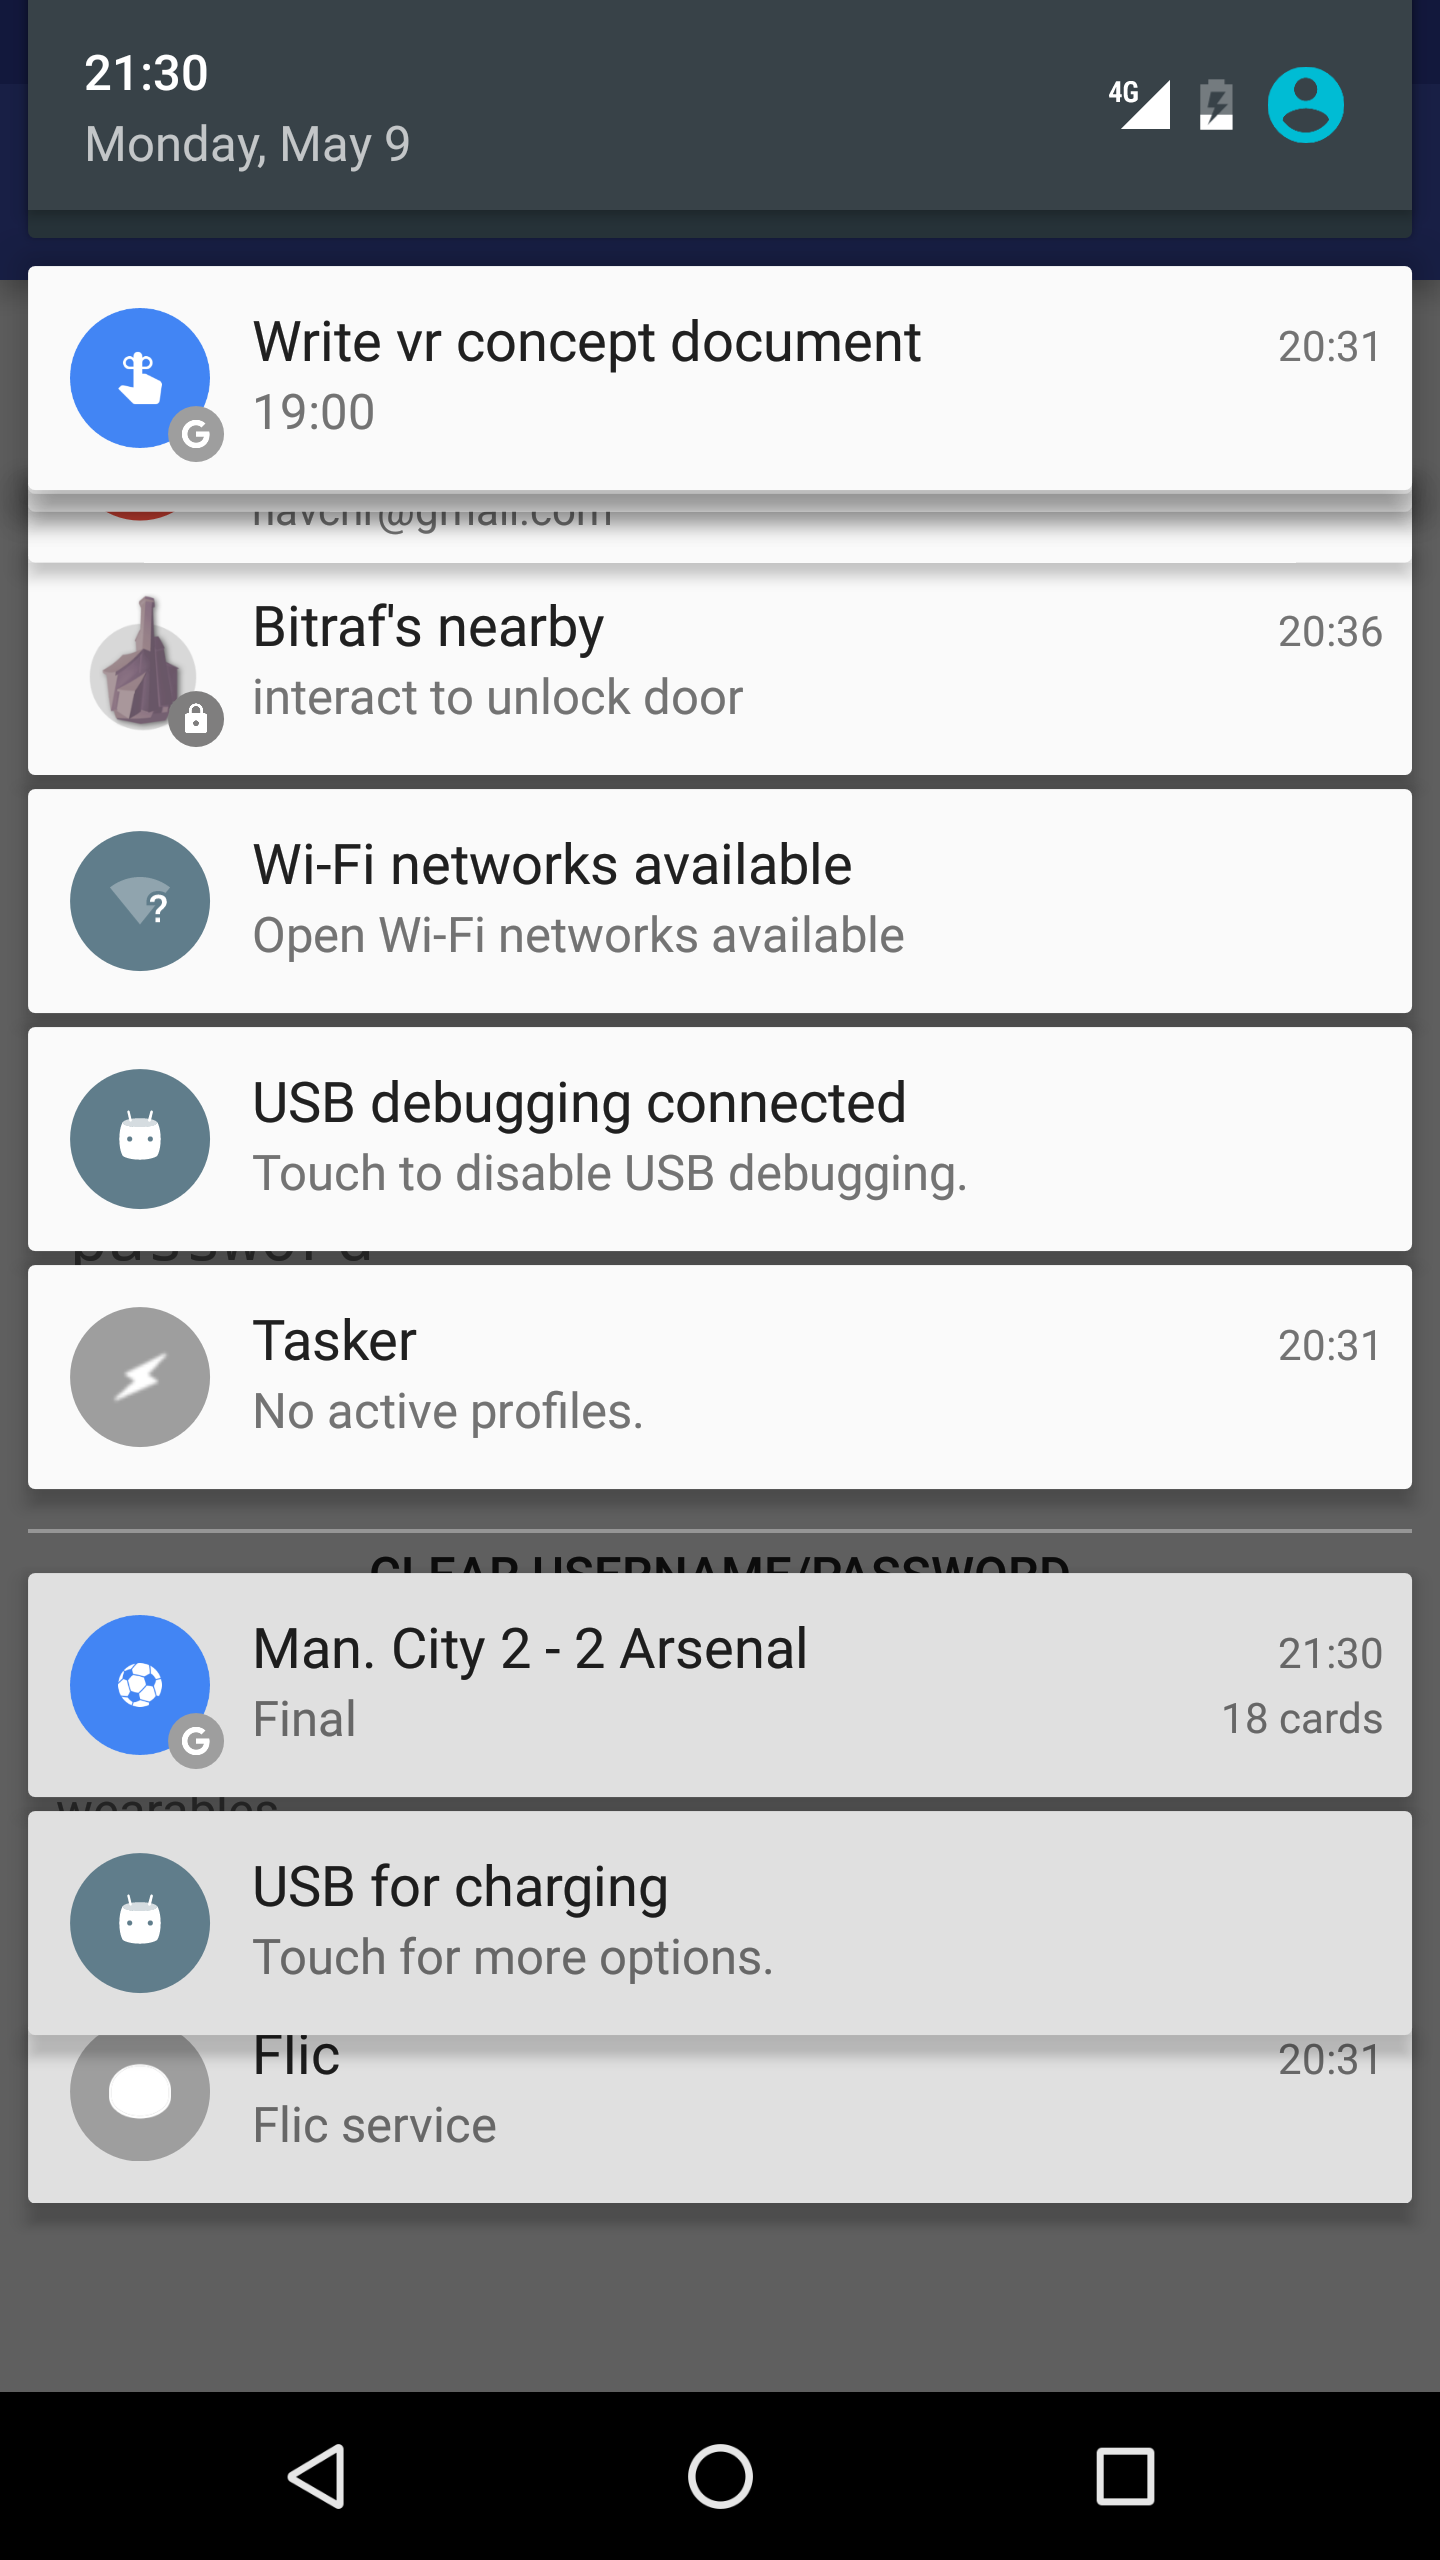 21:30
Monday, May 9
4G
Write vr concept document
20:31
19:00
Bitraf's nearby
20:36
interact to unlock door
Wi-Fi networks available
Open Wi-Fi networks available
USB debugging connected
Touch to disable USB debugging.
password
Tasker
20:31
No active profiles.
CLEAR USERNAME/PASSWORD
Man. City 2 - 2 Arsenal
21:30
Final
18 cards
wearables
USB for charging
Touch for more options.
Flic
20:31
Flic service